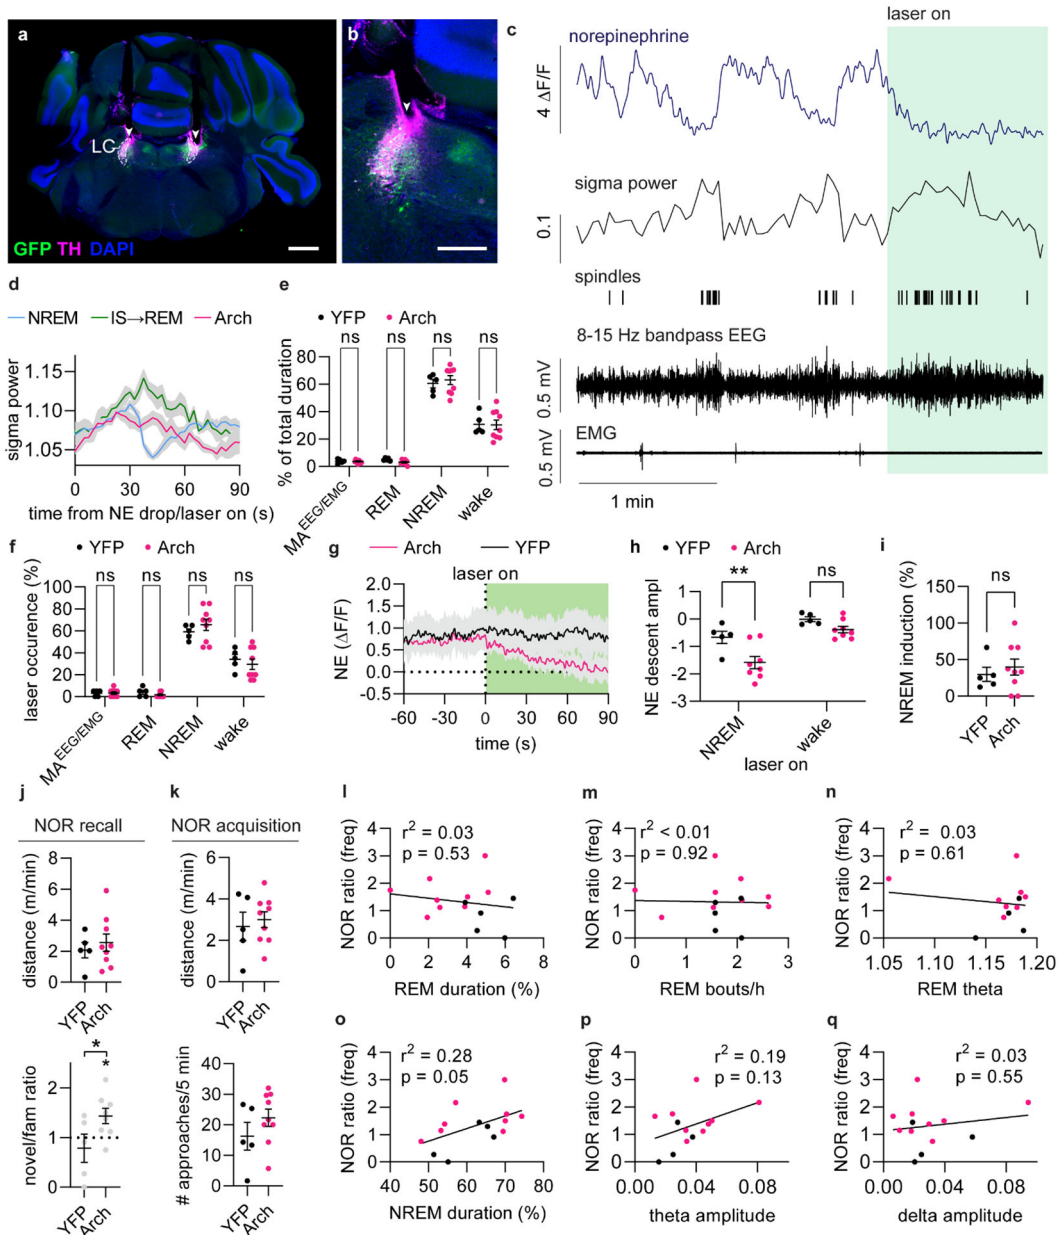 a
LC
GFP TH DAPI
b
c
laser on
norepinephrine
4 ΔF/F
sigma power
0.1
spindles
8-15 Hz bandpass EEG
0.5 mV
EMG
0.5 mV
1 min
d
NREM IS→REM Arch
sigma power
1.15
1.10
1.05
0 30 60 90
time from NE drop/laser on (s)
e
YFP Arch
ns ns ns ns
% of total duration
80
60
40
20
0
MA EEG/EMG
REM
NREM
wake
f
YFP Arch
ns ns ns ns
laser occurence (%)
100
80
60
40
20
0
MA EEG/EMG
REM
NREM
wake
g
Arch YFP
laser on
NE (ΔF/F)
2.0
1.5
1.0
0.5
0.0
-0.5
-60 -30 0 30 60 90
time (s)
h
YFP Arch
** ns
NE descent ampl
1
0
-1
-2
-3
NREM
wake
laser on
i
ns
NREM induction (%)
150
100
50
0
YFP
Arch
j
NOR recall
distance (m/min)
8
6
4
2
0
YFP
Arch
*
*
novel/fam ratio
2
1
0
YFP
Arch
k
NOR acquisition
distance (m/min)
6
4
2
0
YFP
Arch
# approaches/5 min
40
30
20
10
0
YFP
Arch
l
r2 = 0.03
p = 0.53
NOR ratio (freq)
4
3
2
1
0
0 2 4 6 8
REM duration (%)
m
r2 < 0.01
p = 0.92
NOR ratio (freq)
4
3
2
1
0
0 1 2 3
REM bouts/h
n
r2 = 0.03
p = 0.61
NOR ratio (freq)
4
3
2
1
0
1.05 1.10 1.15 1.20
REM theta
o
r2 = 0.28
p = 0.05
NOR ratio (freq)
4
3
2
1
0
40 50 60 70 80
NREM duration (%)
p
r2 = 0.19
p = 0.13
NOR ratio (freq)
4
3
2
1
0
0.00 0.04 0.08
theta amplitude
q
r2 = 0.03
p = 0.55
NOR ratio (freq)
4
3
2
1
0
0.00 0.04 0.08
delta amplitude